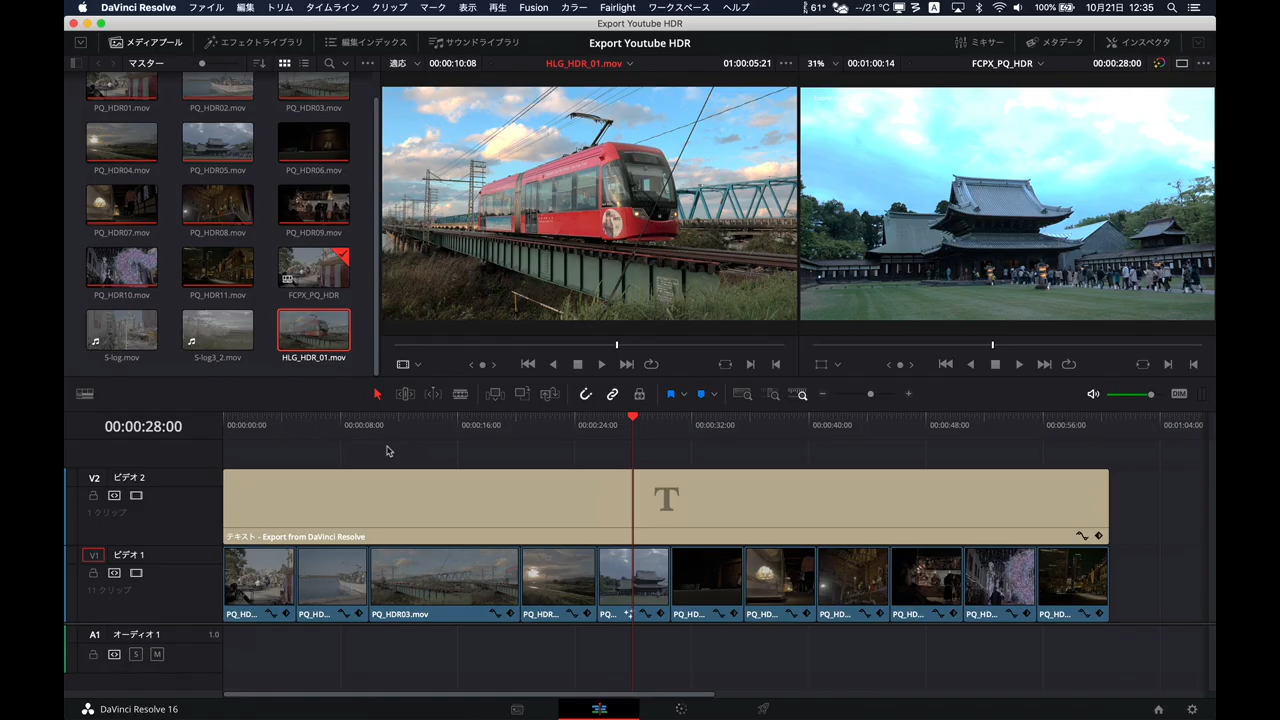 DaVinci Resolve ファイル 編集 トリム タイムライン クリップ マーク 表示 再生 Fusion カラー Fairlight ワークスペース ヘルプ 61° --/21 ℃ A 100% 10月21日 12:35
Export Youtube HDR
メディアプール エフェクトライブラリ 編集インデックス サウンドライブラリ Export Youtube HDR ミキサー メタデータ インスペクタ
マスター 適応 00:00:10:08 HLG_HDR_01.mov 01:00:05:21 31% 00:01:00:14 FCPX_PQ_HDR 00:00:28:00
PQ_HDR01.mov PQ_HDR02.mov PQ_HDR03.mov
PQ_HDR04.mov PQ_HDR05.mov PQ_HDR06.mov
PQ_HDR07.mov PQ_HDR08.mov PQ_HDR09.mov
PQ_HDR10.mov PQ_HDR11.mov FCPX_PQ_HDR
S-log.mov S-log3_2.mov HLG_HDR_01.mov
DIM
00:00:28:00 00:00:00:00 00:00:08:00 00:00:16:00 00:00:24:00 00:00:32:00 00:00:40:00 00:00:48:00 00:00:56:00 00:01:04:00
V2 ビデオ 2
T
1 クリップ
テキスト - Export from DaVinci Resolve
V1 ビデオ 1
11 クリップ
PQ_HD... PQ_HD... PQ_HDR03.mov PQ_HDR... PQ_... PQ_HD... PQ_HD... PQ_HD... PQ_HD... PQ_HD... PQ_HD...
A1 オーディオ 1 1.0
S M
DaVinci Resolve 16